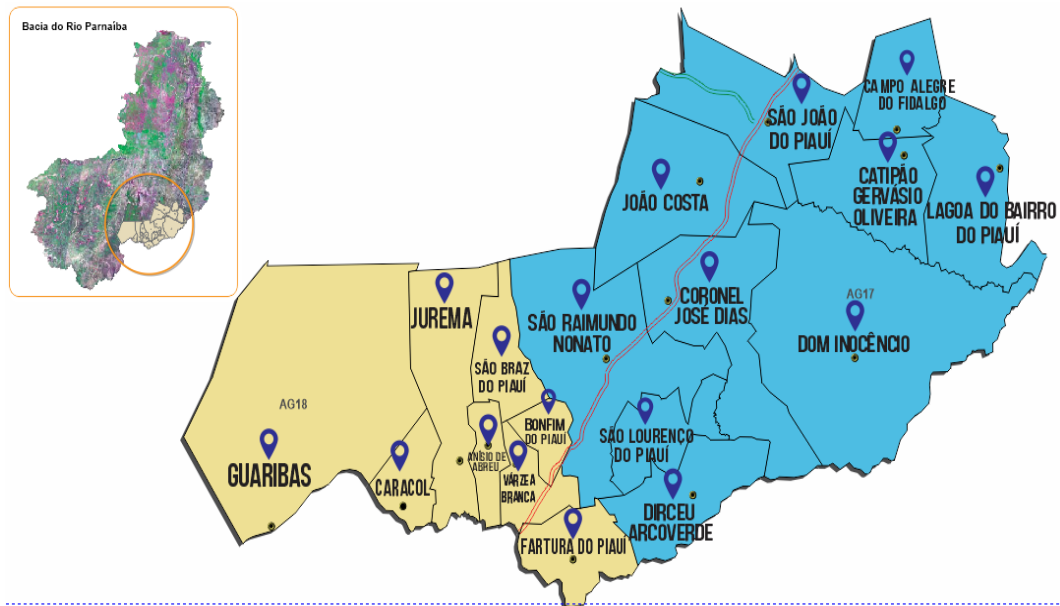 Bacia do Rio Parnaíba
CAMPO ALEGRE
DO FIDALGO
SÃO JOÃO
DO PIAUÍ
CATIPÃO
GERVÁSIO
OLIVEIRA
JOÃO COSTA
LAGOA DO BAIRRO
DO PIAUÍ
AG17
CORONEL
JOSÉ DIAS
JUREMA
SÃO RAIMUNDO
NONATO
DOM INOCÊNCIO
SÃO BRAZ
DO PIAUÍ
AG18
BONFIM
DO PIAUÍ
SÃO LOURENÇO
DO PIAUÍ
ANÍSIO DE
ABREU
GUARIBAS
CARACOL
VÁRZEA
BRANCA
DIRCEU
ARCOVERDE
FARTURA DO PIAUÍ